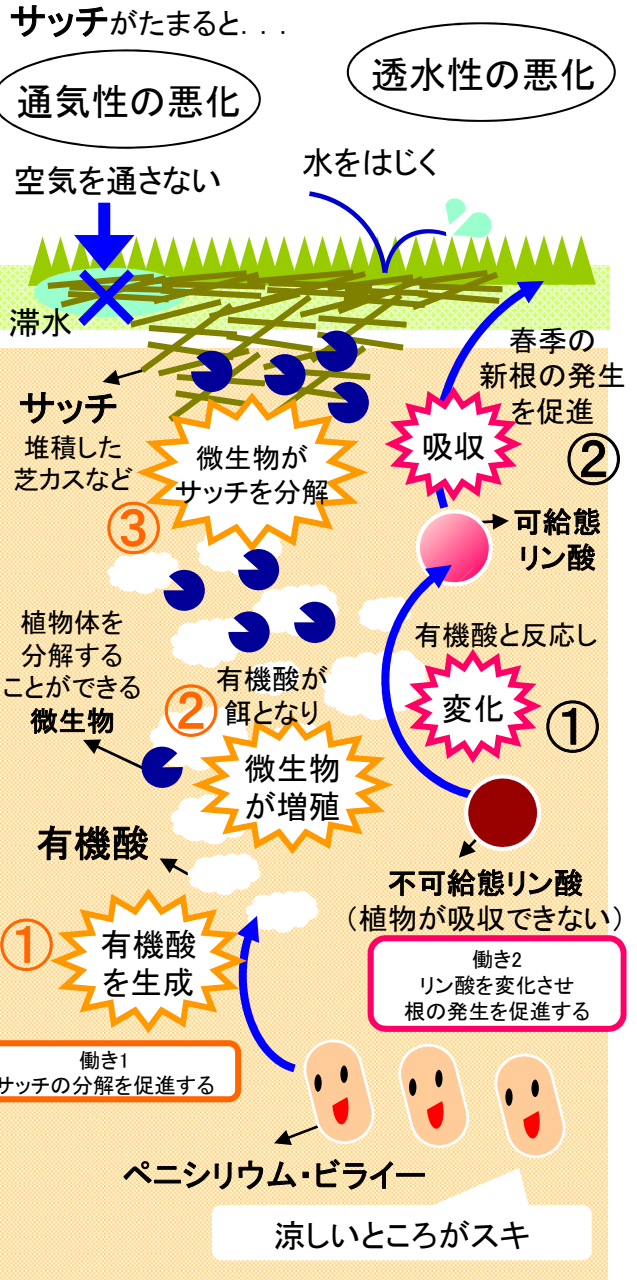 サッチがたまると...
通気性の悪化
透水性の悪化
空気を通さない
水をはじく
滞水
サッチ
堆積した
芝カスなど
微生物が
サッチを分解
③
春季の
新根の発生
を促進
吸収
②
可給態
リン酸
植物体を
分解する
ことができる
微生物
有機酸が
餌となり
②
微生物
が増殖
有機酸と反応し
変化
①
有機酸
不可給態リン酸
(植物が吸収できない)
①
有機酸
を生成
働き2
リン酸を変化させ
根の発生を促進する
働き1
サッチの分解を促進する
ペニシリウム・ビライー
涼しいところがスキ